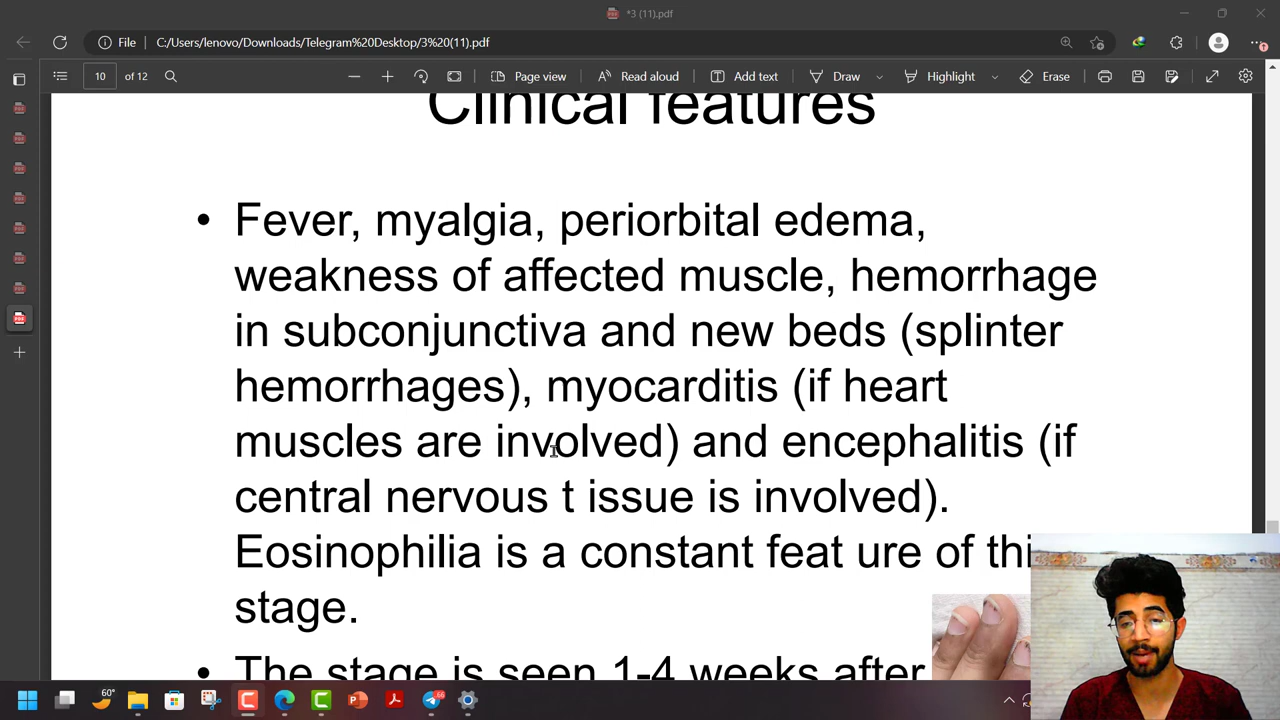 *3 (11).pdf
File C:/Users/lenovo/Downloads/Telegram%20Desktop/3%20(11).pdf
10 of 12 Page view Read aloud Add text Draw Highlight Erase
Clinical features
• Fever, myalgia, periorbital edema,
weakness of affected muscle, hemorrhage
in subconjunctiva and new beds (splinter
hemorrhages), myocarditis (if heart
muscles are involved) and encephalitis (if
central nervous t issue is involved).
Eosinophilia is a constant feat ure of thi
stage.
• The stage is seen 1-4 weeks after
60°
66